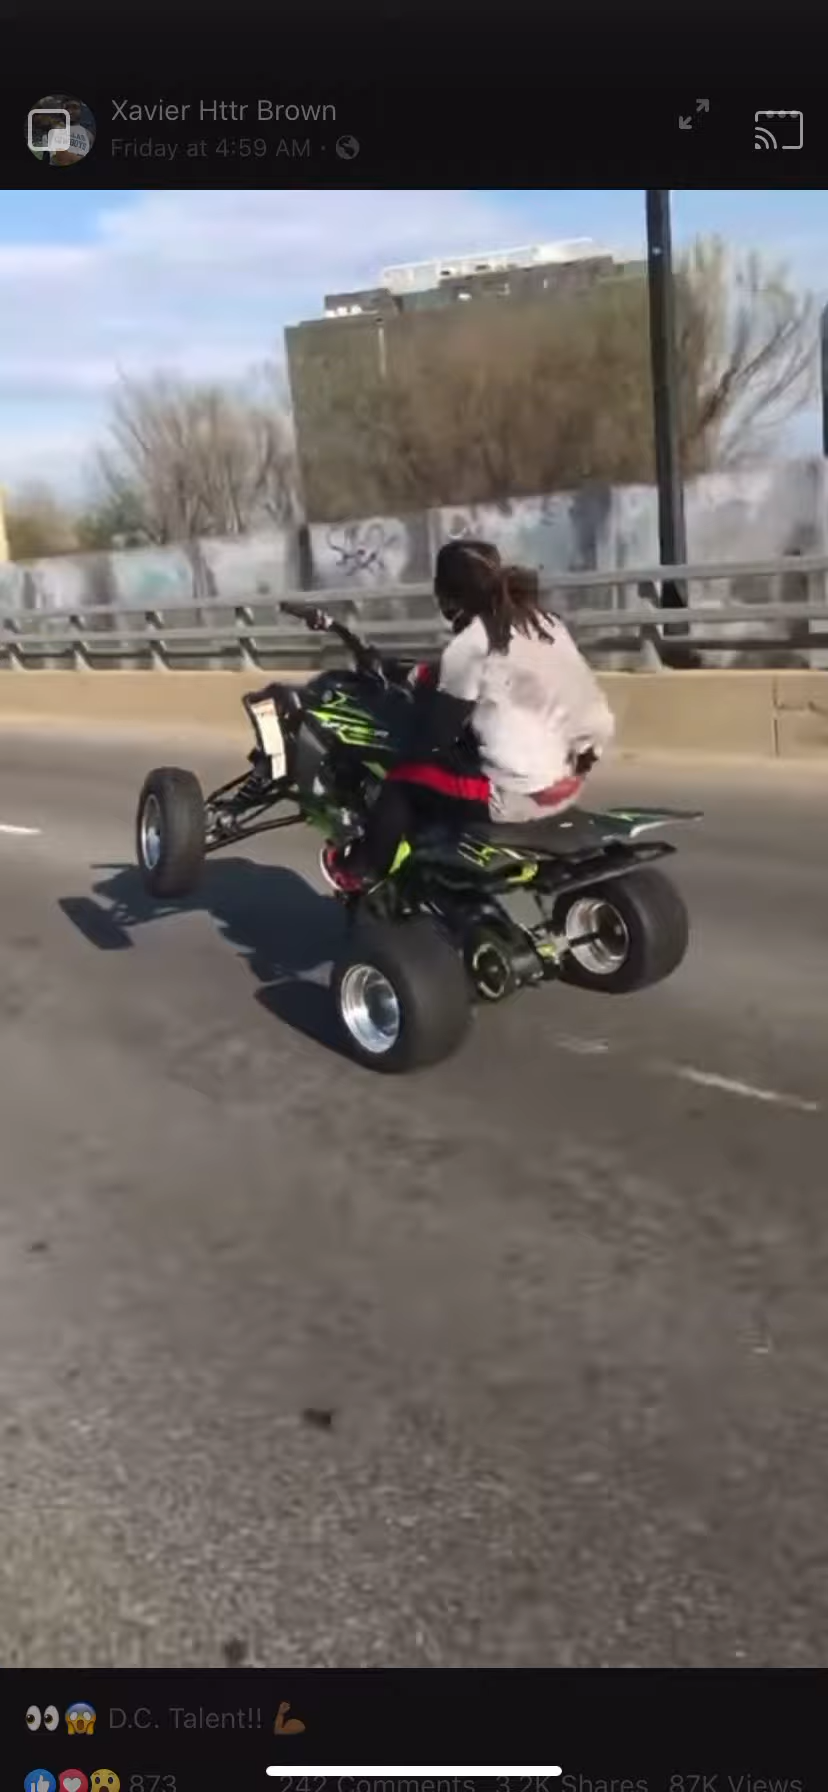 Xavier Httr Brown
Friday at 4:59 AM ·
👀😱 D.C. Talent!! 💪🏾
873 242 Comments 3.2K Shares 87K Views